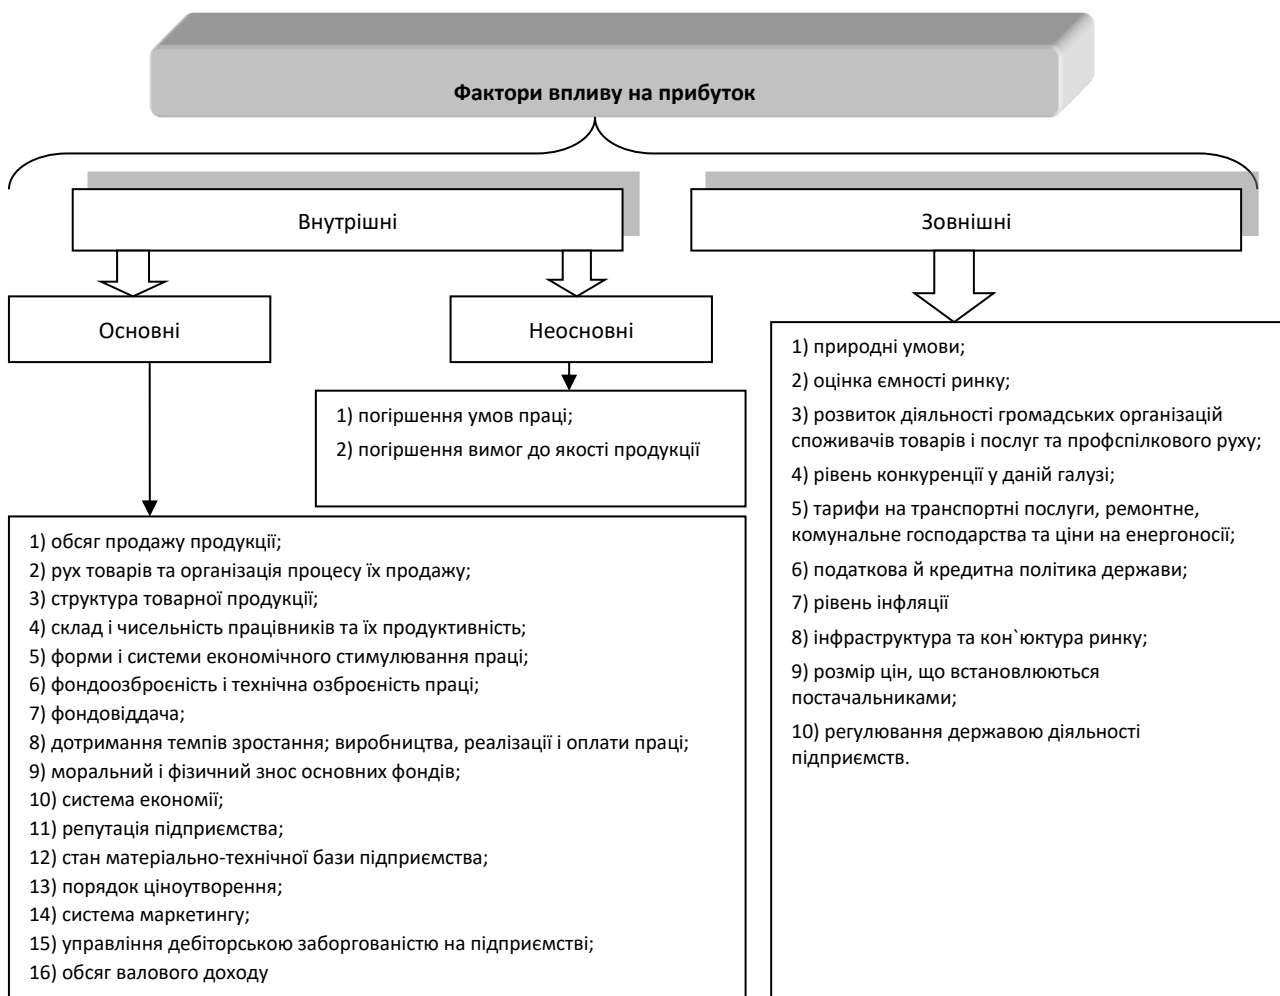 Фактори впливу на прибуток
Внутрішні
Зовнішні
Основні
Неосновні
1) погіршення умов праці;
2) погіршення вимог до якості продукції
1) обсяг продажу продукції;
2) рух товарів та організація процесу їх продажу;
3) структура товарної продукції;
4) склад і чисельність працівників та їх продуктивність;
5) форми і системи економічного стимулювання праці;
6) фондоозброєність і технічна озброєність праці;
7) фондовіддача;
8) дотримання темпів зростання; виробництва, реалізації і оплати праці;
9) моральний і фізичний знос основних фондів;
10) система економії;
11) репутація підприємства;
12) стан матеріально-технічної бази підприємства;
13) порядок ціноутворення;
14) система маркетингу;
15) управління дебіторською заборгованістю на підприємстві;
16) обсяг валового доходу
1) природні умови;
2) оцінка ємності ринку;
3) розвиток діяльності громадських організацій
споживачів товарів і послуг та профспілкового руху;
4) рівень конкуренції у даній галузі;
5) тарифи на транспортні послуги, ремонтне,
комунальне господарства та ціни на енергоносії;
6) податкова й кредитна політика держави;
7) рівень інфляції
8) інфраструктура та кон`юктура ринку;
9) розмір цін, що встановлюються
постачальниками;
10) регулювання державою діяльності
підприємств.